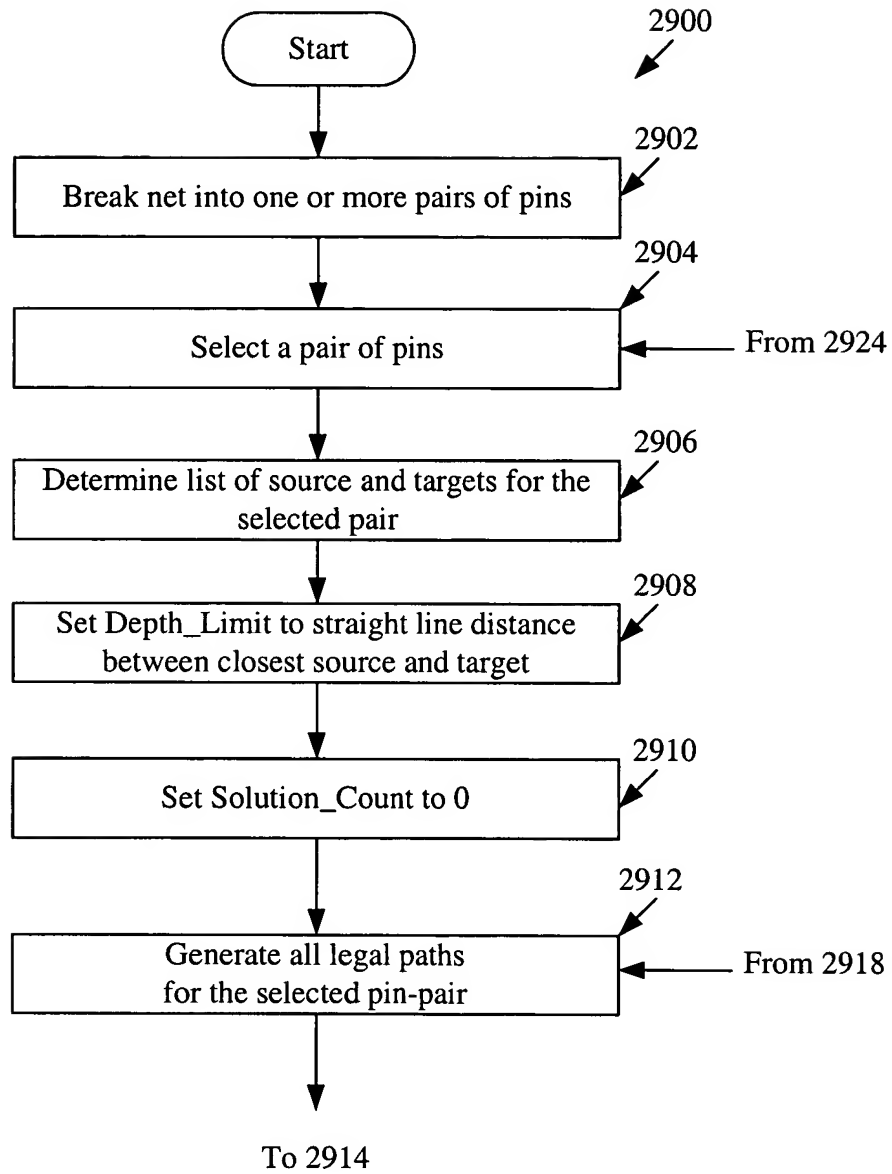 Start
2900
2902
Break net into one or more pairs of pins
2904
Select a pair of pins
From 2924
2906
Determine list of source and targets for the
selected pair
2908
Set Depth_Limit to straight line distance
between closest source and target
2910
Set Solution_Count to 0
2912
Generate all legal paths
for the selected pin-pair
From 2918
To 2914